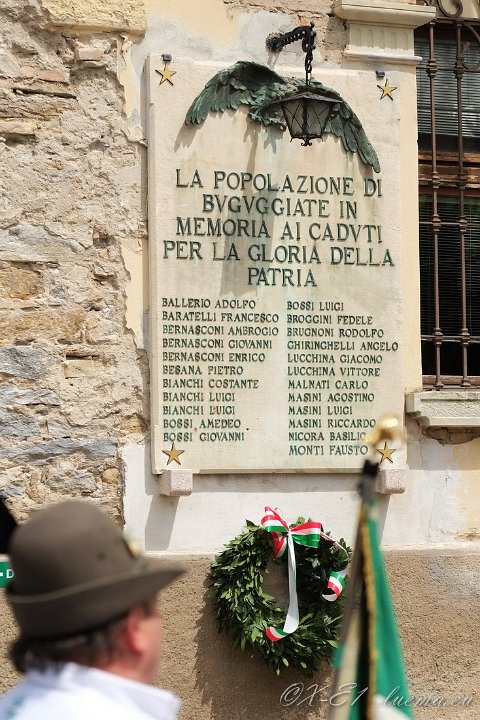 LA POPOLAZIONE DI
BVGVGGIATE IN
MEMORIA AI CADVTI
PER LA GLORIA DELLA
PATRIA
BALLERIO ADOLFO
BARATELLI FRANCESCO
BERNASCONI AMBROGIO
BERNASCONI GIOVANNI
BERNASCONI ENRICO
BESANA PIETRO
BIANCHI COSTANTE
BIANCHI LUIGI
BIANCHI LUIGI
BOSSI AMEDEO
BOSSI GIOVANNI
BOSSI LUIGI
BROGGINI FEDELE
BRUGNONI RODOLFO
GHIRINGHELLI ANGELO
LUCCHINA GIACOMO
LUCCHINA VITTORE
MALNATI CARLO
MASINI AGOSTINO
MASINI LUIGI
MASINI RICCARDO
NICORA BASILIO
MONTI FAUSTO
©X-E1 luema.eu